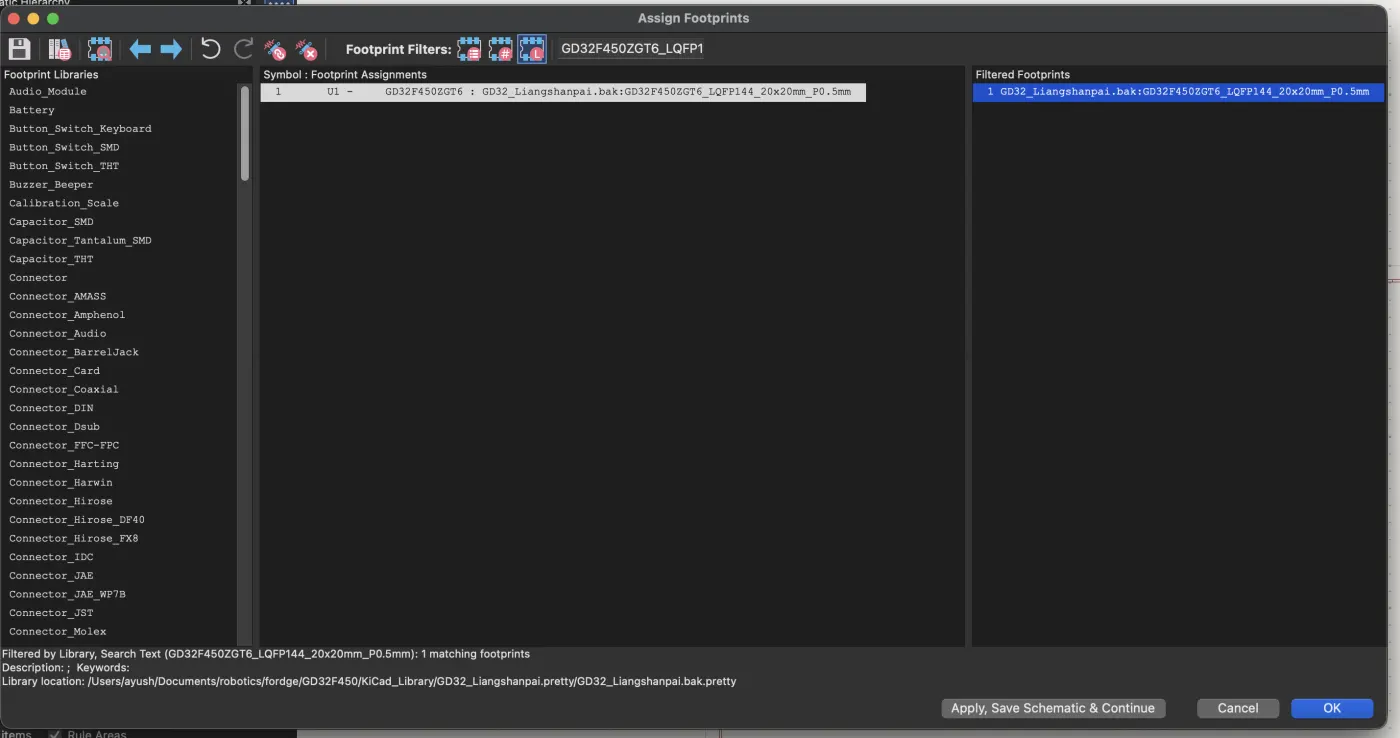 atic Hierarchy
Assign Footprints
Footprint Filters:
GD32F450ZGT6_LQFP1
Footprint Libraries
Audio_Module
Battery
Button_Switch_Keyboard
Button_Switch_SMD
Button_Switch_THT
Buzzer_Beeper
Calibration_Scale
Capacitor_SMD
Capacitor_Tantalum_SMD
Capacitor_THT
Connector
Connector_AMASS
Connector_Amphenol
Connector_Audio
Connector_BarrelJack
Connector_Card
Connector_Coaxial
Connector_DIN
Connector_Dsub
Connector_FFC-FPC
Connector_Harting
Connector_Harwin
Connector_Hirose
Connector_Hirose_DF40
Connector_Hirose_FX8
Connector_IDC
Connector_JAE
Connector_JAE_WP7B
Connector_JST
Connector_Molex
Symbol : Footprint Assignments
1 U1 - GD32F450ZGT6 : GD32_Liangshanpai.bak:GD32F450ZGT6_LQFP144_20x20mm_P0.5mm
Filtered Footprints
1 GD32_Liangshanpai.bak:GD32F450ZGT6_LQFP144_20x20mm_P0.5mm
Filtered by Library, Search Text (GD32F450ZGT6_LQFP144_20x20mm_P0.5mm): 1 matching footprints
Description: ; Keywords:
Library location: /Users/ayush/Documents/robotics/fordge/GD32F450/KiCad_Library/GD32_Liangshanpai.pretty/GD32_Liangshanpai.bak.pretty
Apply, Save Schematic & Continue
Cancel
OK
items
Rule Areas